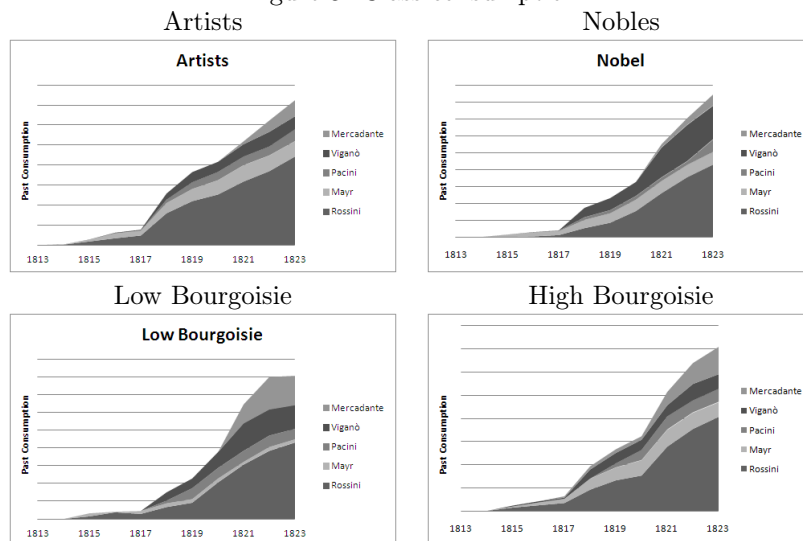 Artists
Nobles
Artists
Past Consumption
Mercadante
Viganò
Pacini
Mayr
Rossini
1813 1815 1817 1819 1821 1823
Nobel
Past Consumption
Mercadante
Viganò
Pacini
Mayr
Rossini
1813 1815 1817 1819 1821 1823
Low Bourgoisie
High Bourgoisie
Low Bourgoisie
Past Consumption
Mercadante
Viganò
Pacini
Mayr
Rossini
1813 1815 1817 1819 1821 1823
Past Consumption
Mercadante
Viganò
Pacini
Mayr
Rossini
1813 1815 1817 1819 1821 1823